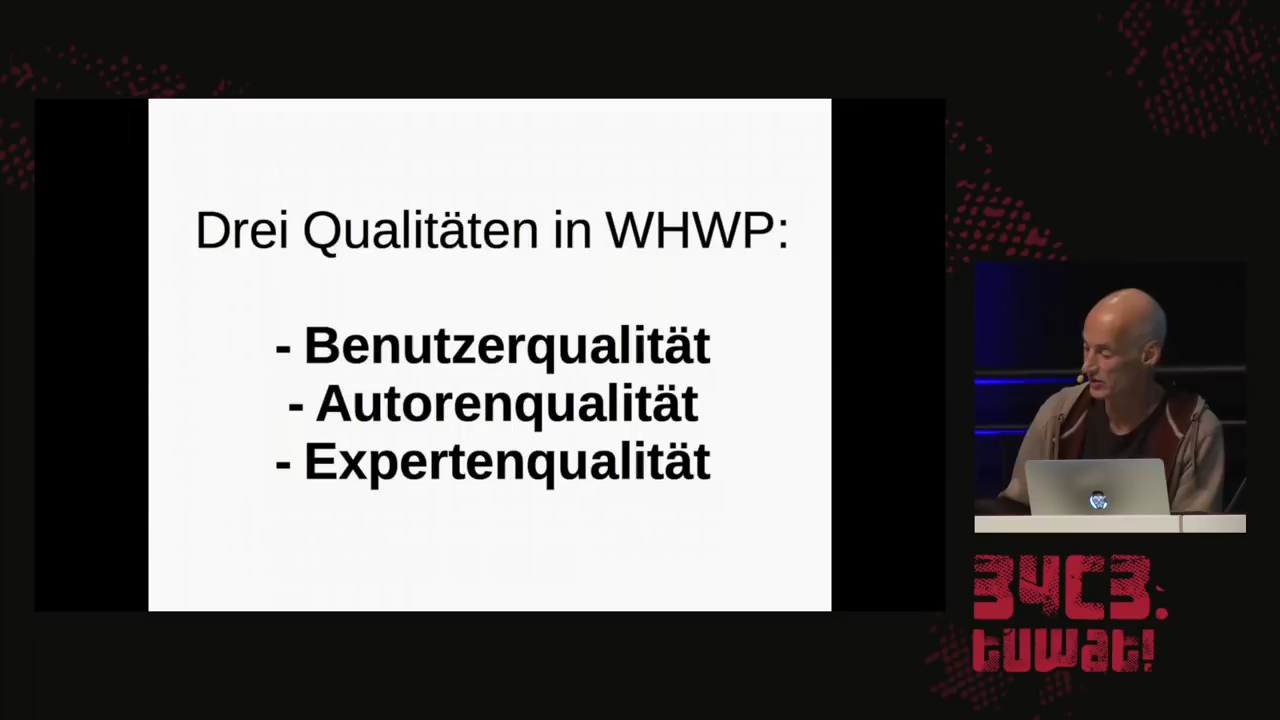 Drei Qualitäten in WHWP:
- Benutzerqualität
- Autorenqualität
- Expertenqualität
34C3.
tuwat!